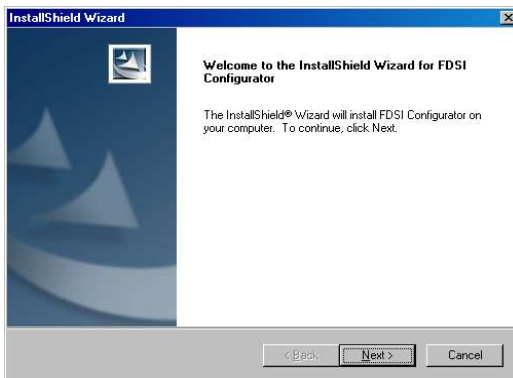 InstallShield Wizard
Welcome to the InstallShield Wizard for FDSI
Configurator
The InstallShield® Wizard will install FDSI Configurator on
your computer. To continue, click Next.
< Back
Next >
Cancel